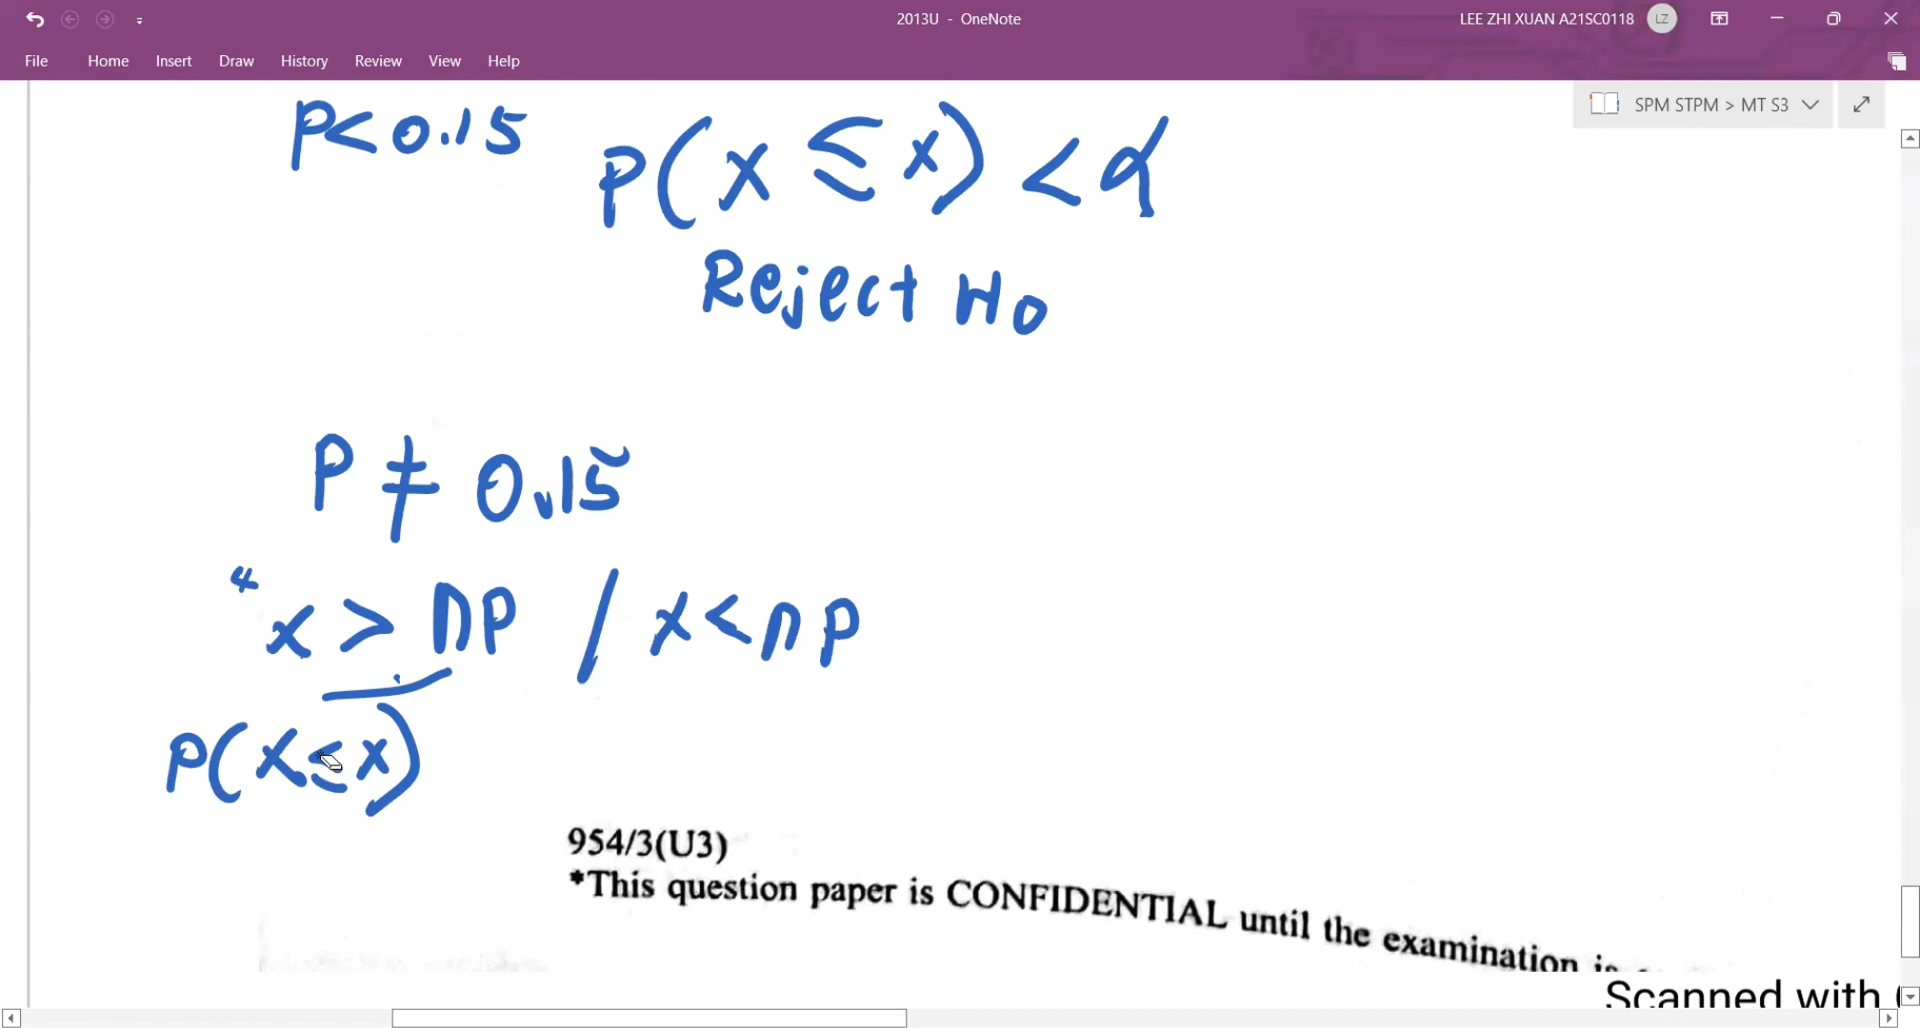 2013U - OneNote
LEE ZHI XUAN A21SC0118
LZ
File Home Insert Draw History Review View Help
SPM STPM > MT S3
P<0.15
P(X ≤ x) < α
Reject H0
P ≠ 0.15
* x > np / x < np
P(X ≤ x)
954/3(U3)
*This question paper is CONFIDENTIAL until the examination is
Scanned with